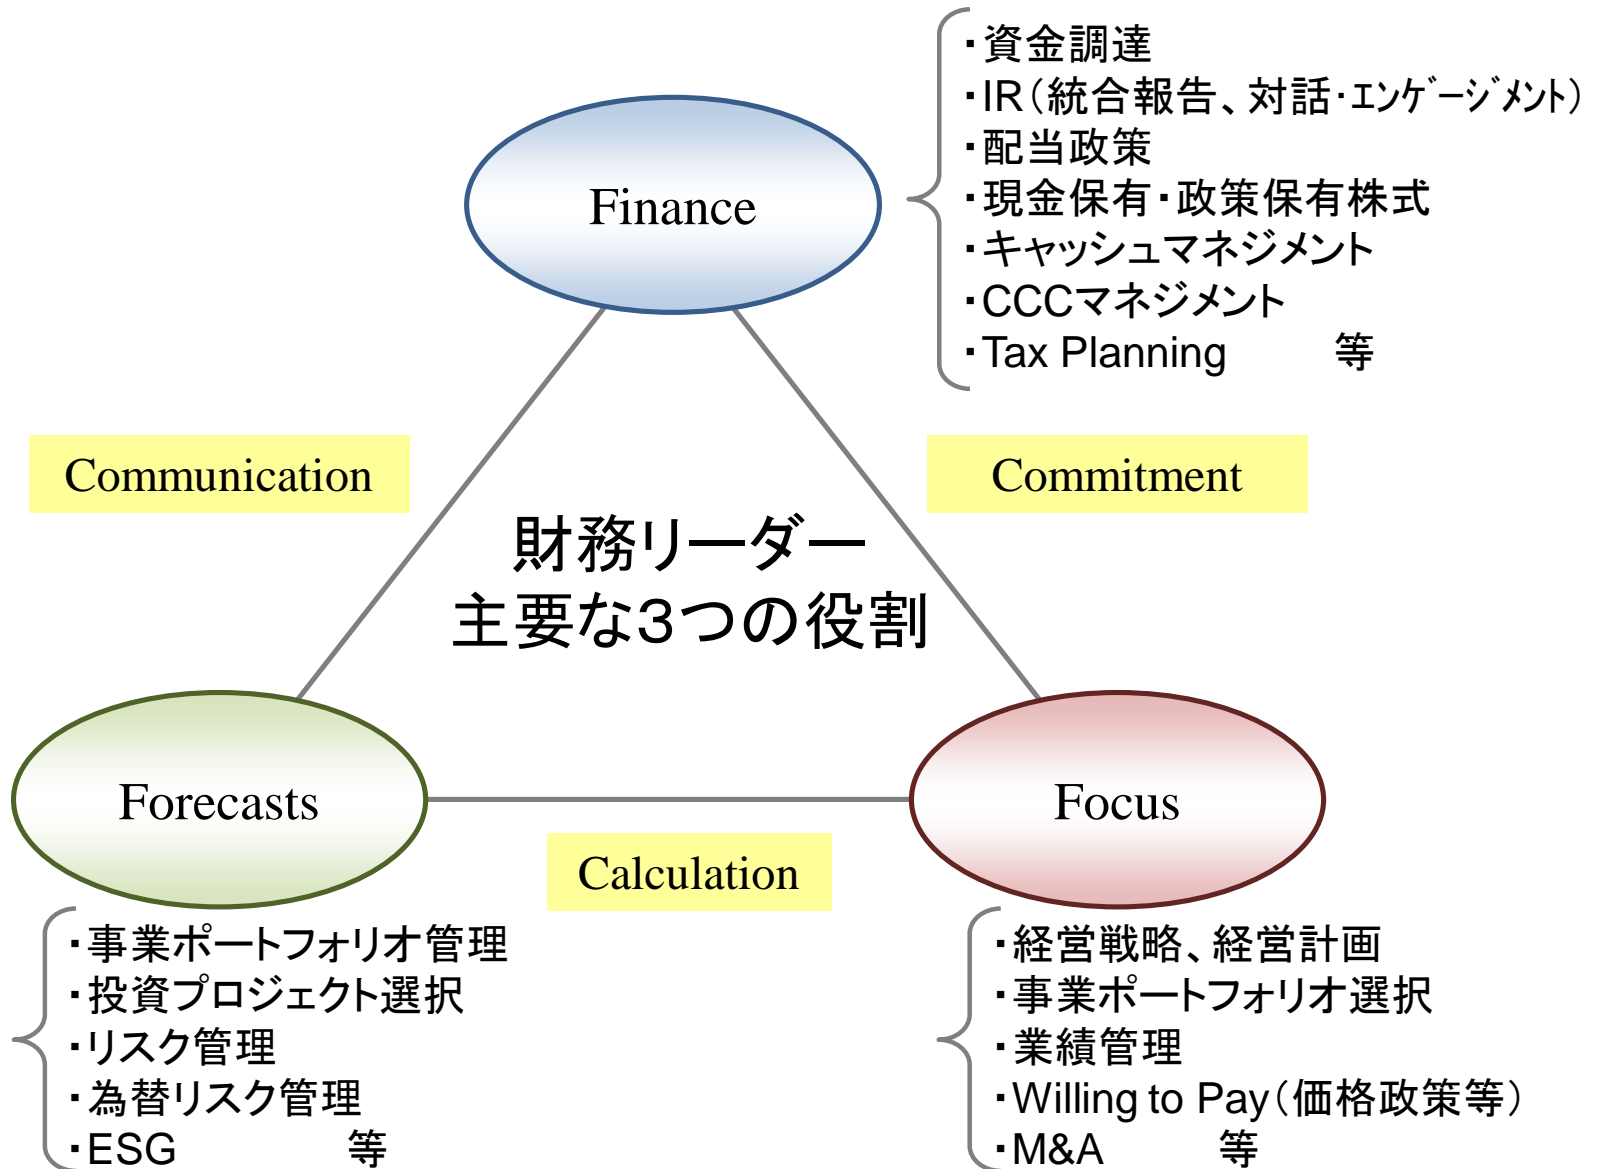 ・資金調達
・IR（統合報告、対話・エンゲージメント）
・配当政策
・現金保有・政策保有株式
・キャッシュマネジメント
・CCCマネジメント
・Tax Planning 等
Finance
Communication
Commitment
財務リーダー
主要な３つの役割
Forecasts
Focus
Calculation
・事業ポートフォリオ管理
・投資プロジェクト選択
・リスク管理
・為替リスク管理
・ESG 等
・経営戦略、経営計画
・事業ポートフォリオ選択
・業績管理
・Willing to Pay（価格政策等）
・M&A 等